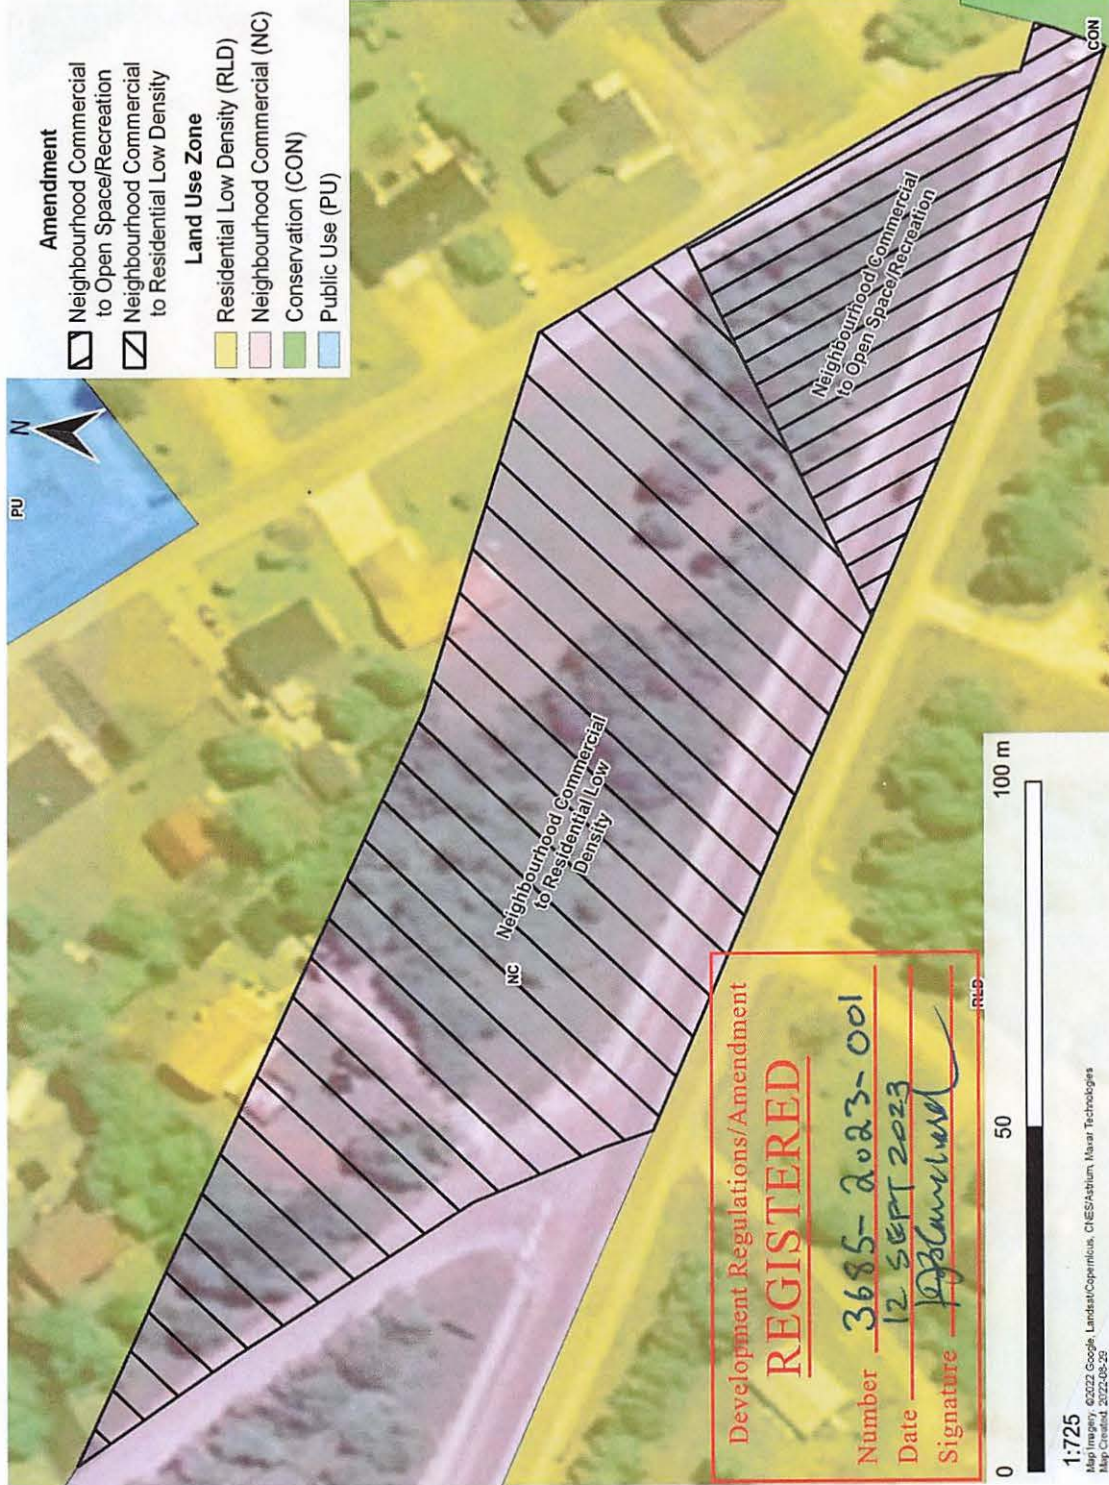 Amendment
Neighbourhood Commercial
to Open Space/Recreation
Neighbourhood Commercial
to Residential Low Density
Land Use Zone
Residential Low Density (RLD)
Neighbourhood Commercial (NC)
Conservation (CON)
Public Use (PU)
PU
N
CON
Neighbourhood Commercial
to Open Space/Recreation
NC
Neighbourhood Commercial
to Residential Low
Density
RLD
Development Regulations/Amendment
REGISTERED
Number 3685-2023-001
Date 12 SEPT 2023
Signature
0 50 100 m
1:725
Map Imagery: ©2022 Google, Landsat/Copernicus, CNES/Astrium, Maxar Technologies
Map Created: 2022-08-29